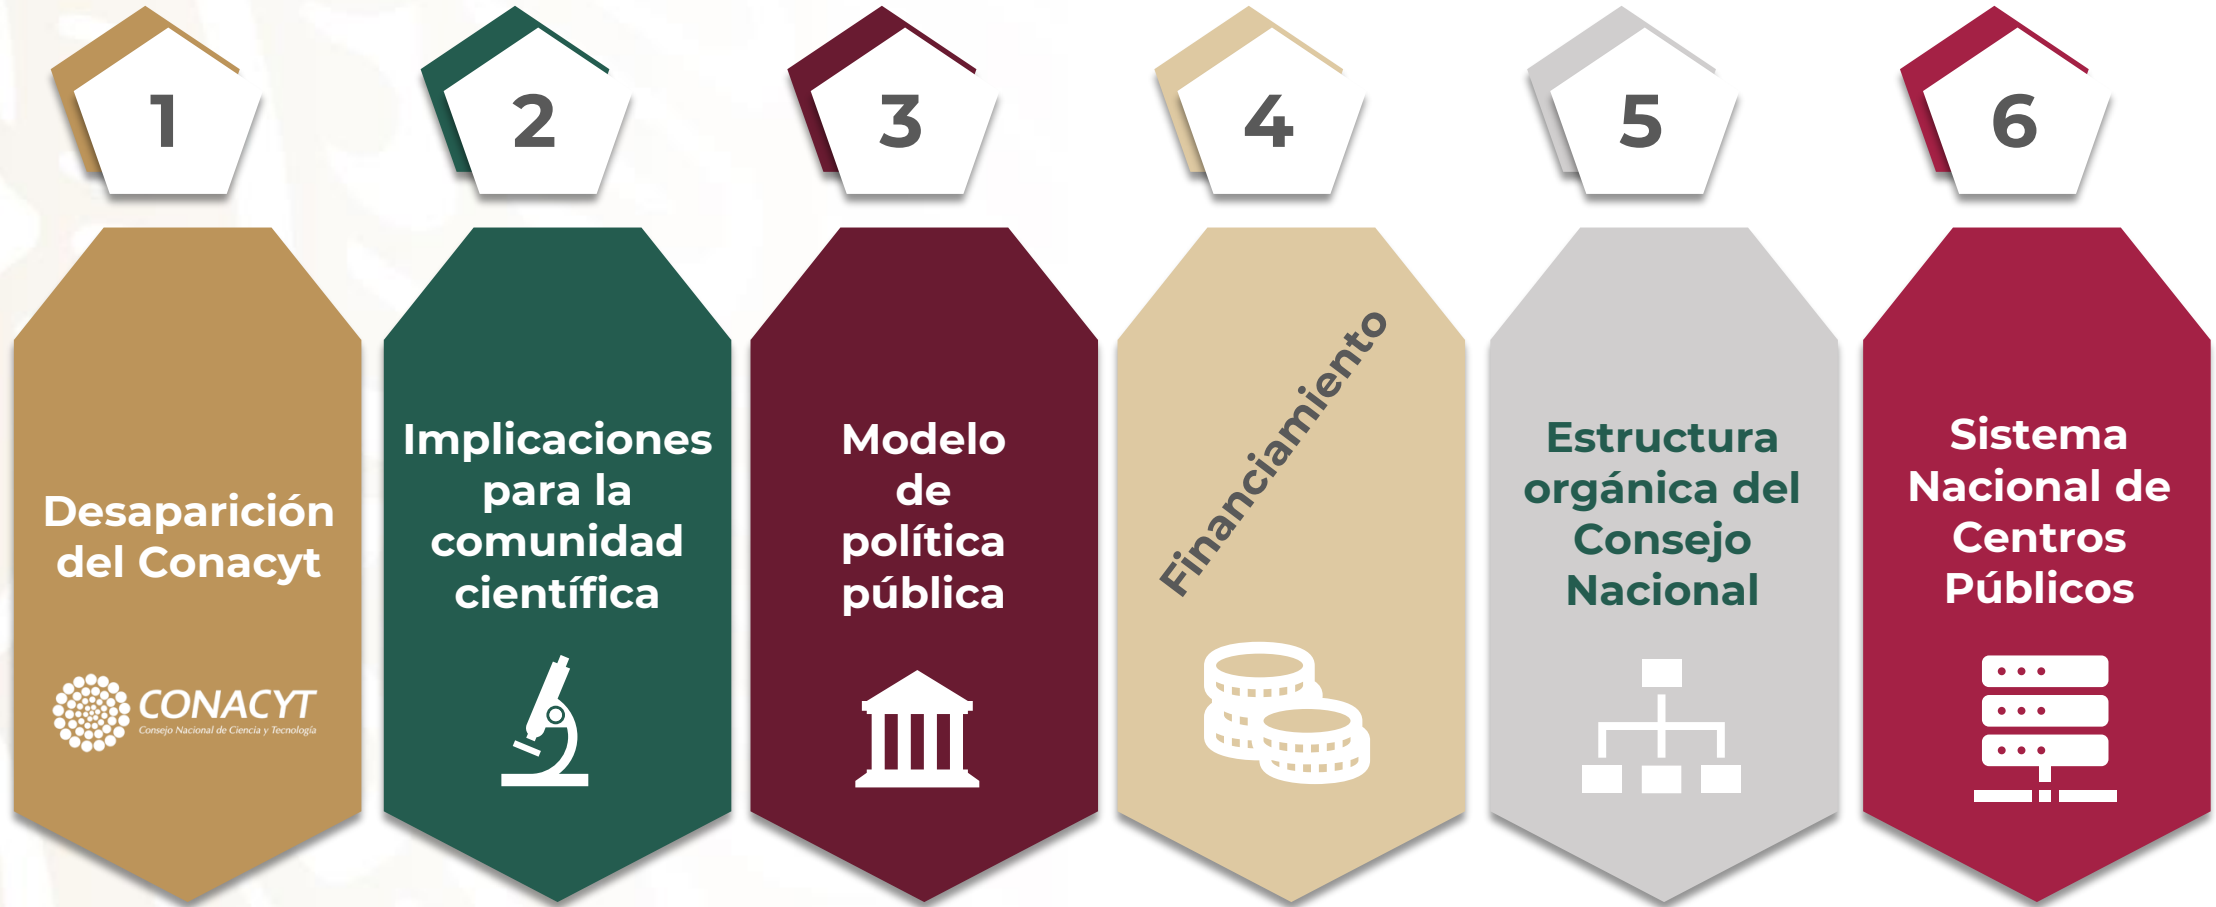 1
Desaparición
del Conacyt
CONACYT
Consejo Nacional de Ciencia y Tecnología
2
Implicaciones
para la
comunidad
científica
3
Modelo
de
política
pública
4
Financiamiento
5
Estructura
orgánica del
Consejo
Nacional
6
Sistema
Nacional de
Centros
Públicos